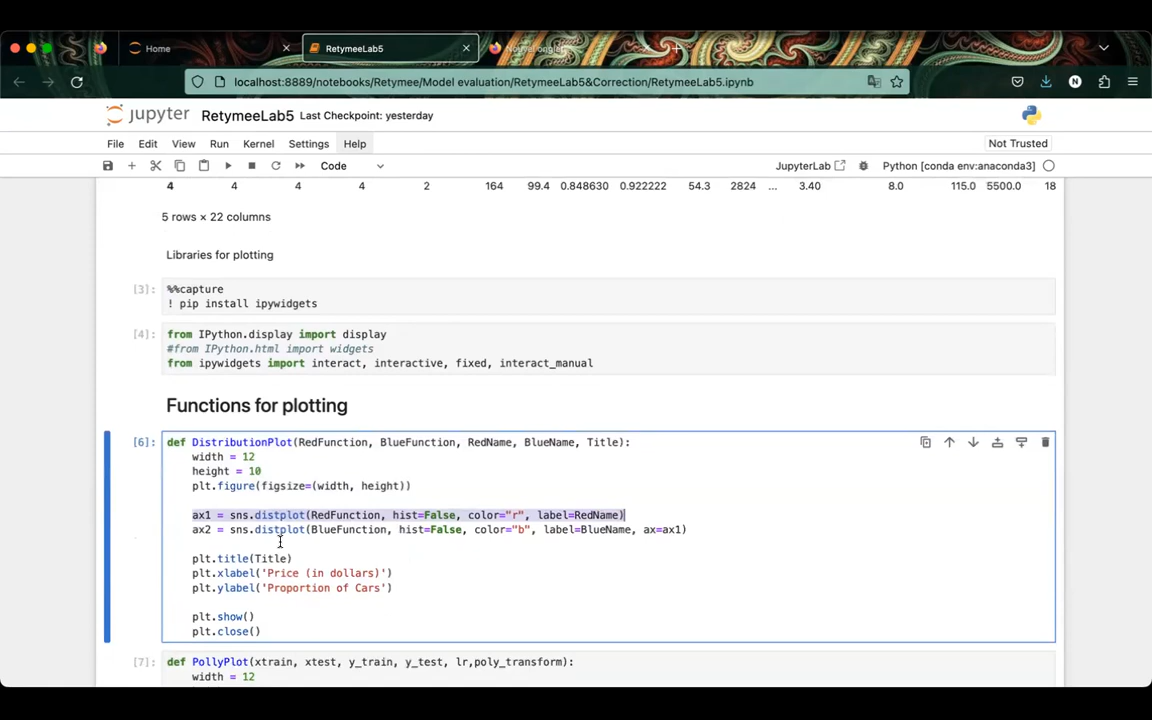 Home
RetymeeLab5
localhost:8889/notebooks/Retymee/Model evaluation/RetymeeLab5&Correction/RetymeeLab5.ipynb
N
jupyter RetymeeLab5 Last Checkpoint: yesterday
File Edit View Run Kernel Settings Help Not Trusted
Code JupyterLab Python [conda env:anaconda3]
4 4 4 4 2 164 99.4 0.848630 0.922222 54.3 2824 ... 3.40 8.0 115.0 5500.0 18
5 rows × 22 columns
Libraries for plotting
[3]: %%capture
! pip install ipywidgets
[4]: from IPython.display import display
#from IPython.html import widgets
from ipywidgets import interact, interactive, fixed, interact_manual
Functions for plotting
[6]: def DistributionPlot(RedFunction, BlueFunction, RedName, BlueName, Title):
width = 12
height = 10
plt.figure(figsize=(width, height))
ax1 = sns.distplot(RedFunction, hist=False, color="r", label=RedName)
ax2 = sns.distplot(BlueFunction, hist=False, color="b", label=BlueName, ax=ax1)
plt.title(Title)
plt.xlabel('Price (in dollars)')
plt.ylabel('Proportion of Cars')
plt.show()
plt.close()
[7]: def PollyPlot(xtrain, xtest, y_train, y_test, lr,poly_transform):
width = 12